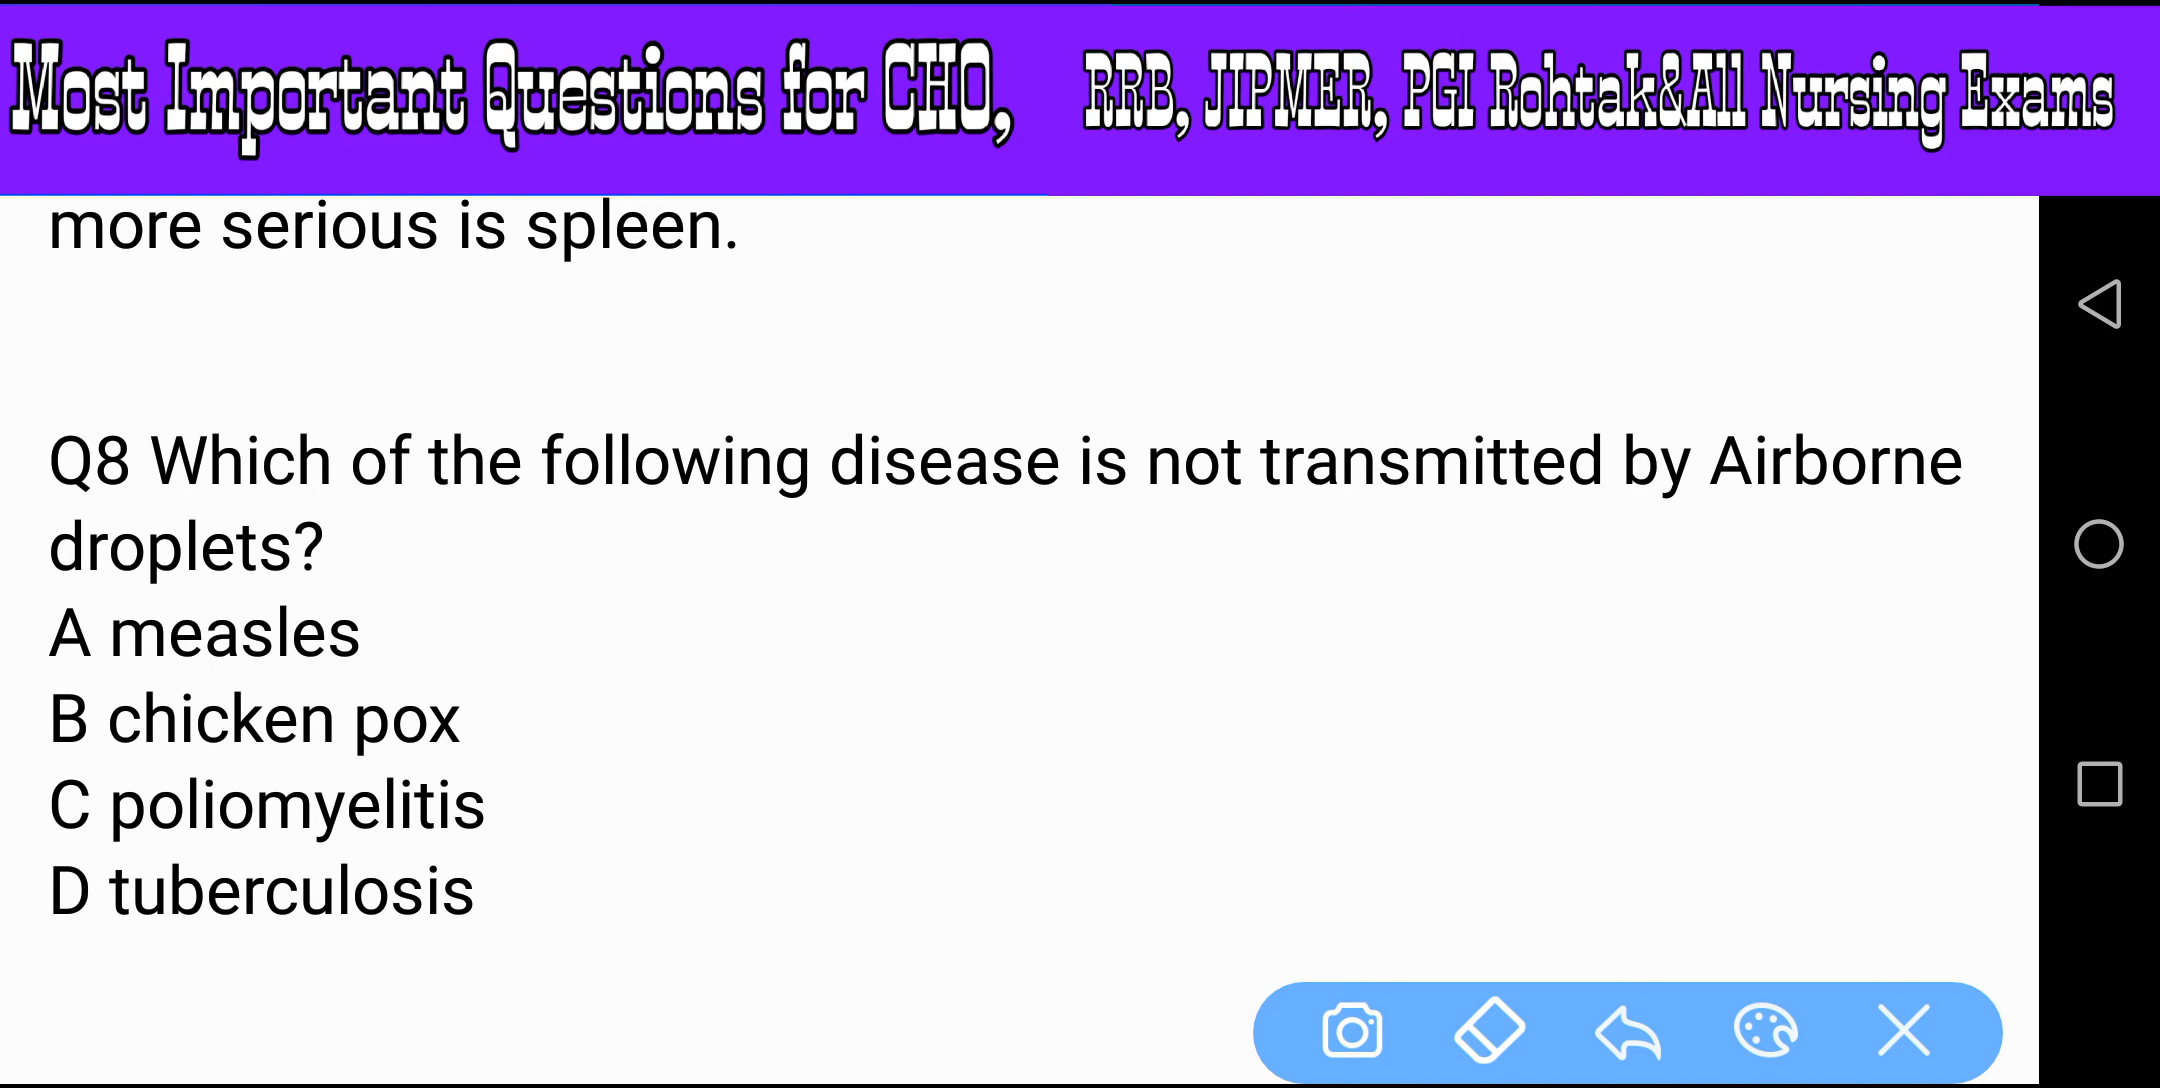 Most Important Questions for CHO, RRB, JIPMER, PGI Rohtak&All Nursing Exams
more serious is spleen.
Q8 Which of the following disease is not transmitted by Airborne
droplets?
A measles
B chicken pox
C poliomyelitis
D tuberculosis